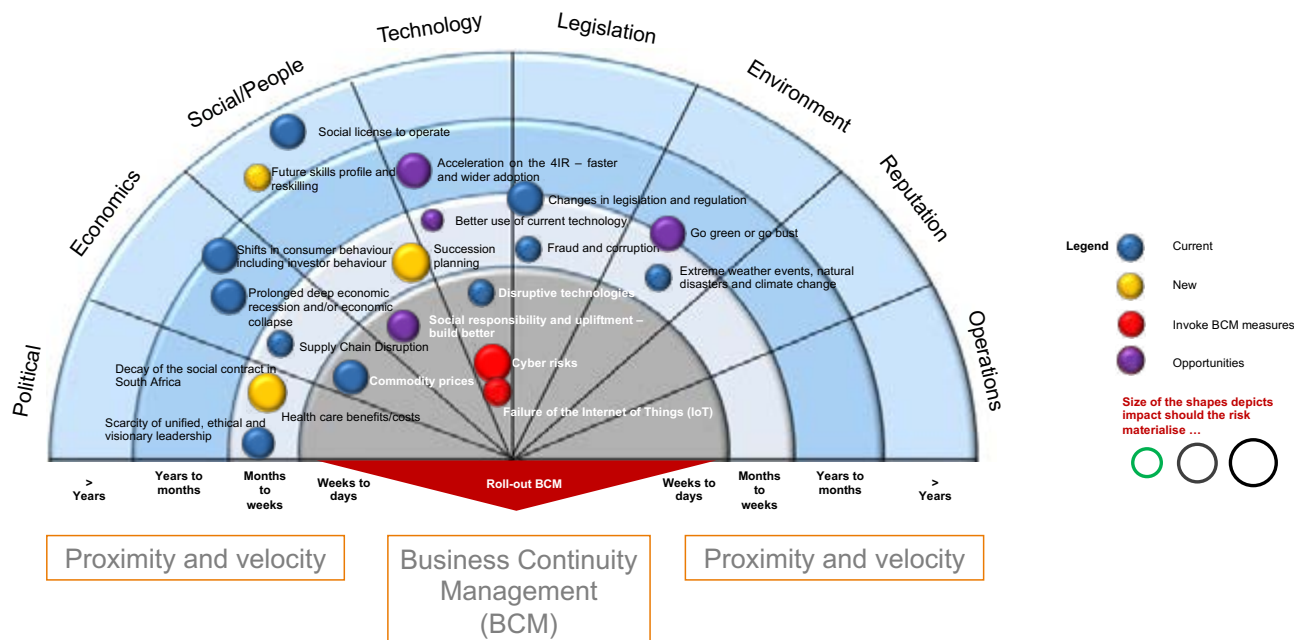 Technology
Legislation
Social/People
Environment
Economics
Reputation
Political
Operations
Social license to operate
Future skills profile and
reskilling
Acceleration on the 4IR – faster
and wider adoption
Changes in legislation and regulation
Better use of current technology
Go green or go bust
Shifts in consumer behaviour
including investor behaviour
Succession
planning
Fraud and corruption
Extreme weather events, natural
disasters and climate change
Prolonged deep economic
recession and/or economic
collapse
Disruptive technologies
Social responsibility and upliftment –
build better
Supply Chain Disruption
Cyber risks
Decay of the social contract in
South Africa
Commodity prices
Failure of the Internet of Things (IoT)
Health care benefits/costs
Scarcity of unified, ethical and
visionary leadership
>
Years
Years to
months
Months
to
weeks
Weeks to
days
Roll-out BCM
Weeks to
days
Months
to
weeks
Years to
months
>
Years
Proximity and velocity
Business Continuity
Management
(BCM)
Proximity and velocity
Legend
Current
New
Invoke BCM measures
Opportunities
Size of the shapes depicts
impact should the risk
materialise ...